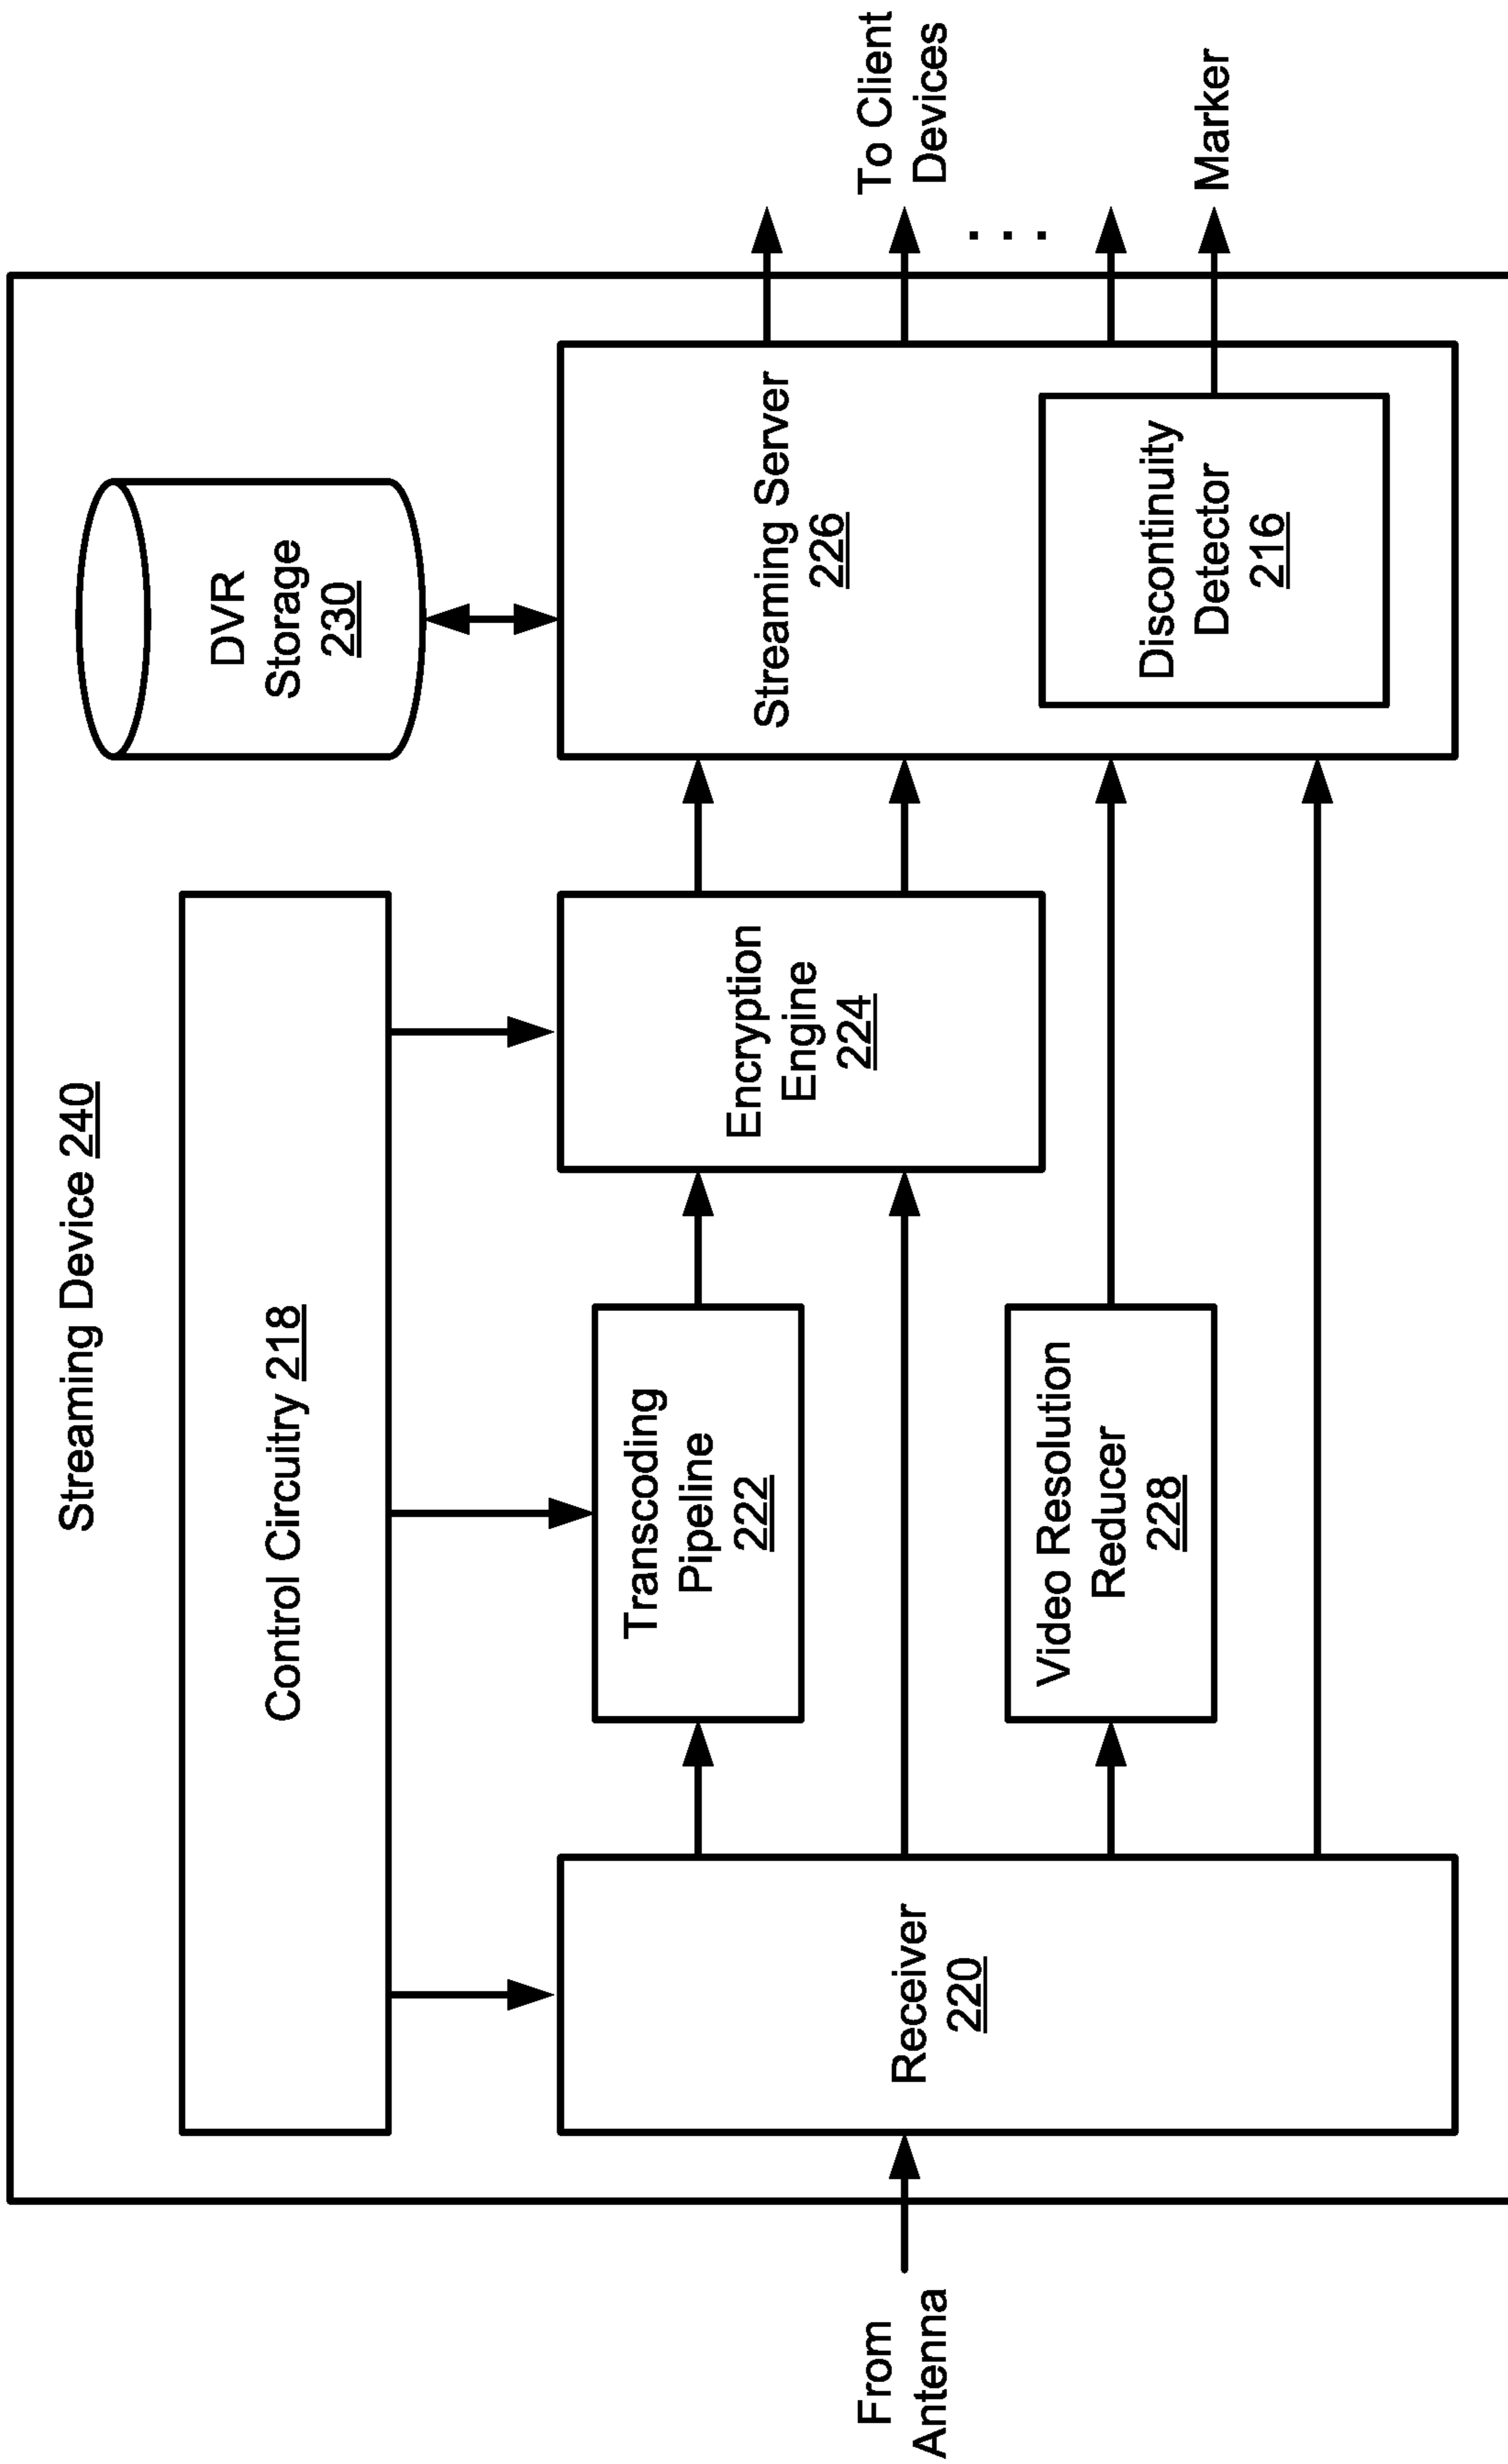 Streaming Device 240
Control Circuitry 218
DVR
Storage
230
From
Antenna
Receiver
220
Transcoding
Pipeline
222
Video Resolution
Reducer
228
Encryption
Engine
224
Streaming Server
226
Discontinuity
Detector
216
To Client
Devices
. . .
Marker